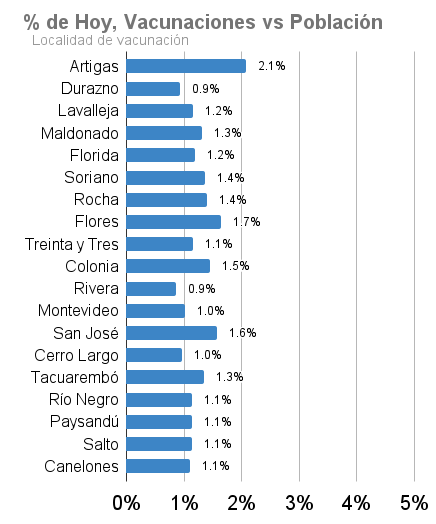 % de Hoy, Vacunaciones vs Población
Localidad de vacunación
Artigas 2.1%
Durazno 0.9%
Lavalleja 1.2%
Maldonado 1.3%
Florida 1.2%
Soriano 1.4%
Rocha 1.4%
Flores 1.7%
Treinta y Tres 1.1%
Colonia 1.5%
Rivera 0.9%
Montevideo 1.0%
San José 1.6%
Cerro Largo 1.0%
Tacuarembó 1.3%
Río Negro 1.1%
Paysandú 1.1%
Salto 1.1%
Canelones 1.1%
0% 1% 2% 3% 4% 5%